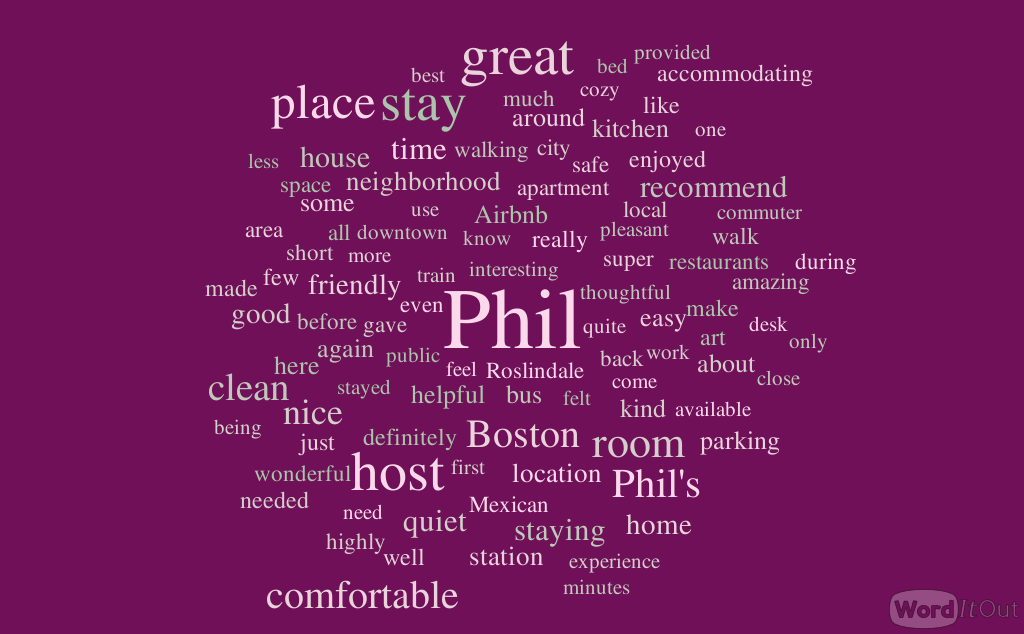 great bed provided
best cozy accommodating
place stay much around like
kitchen one
less house time walking city safe enjoyed
space neighborhood apartment recommend
some use Airbnb local commuter
area all downtown know really pleasant walk
short more super restaurants during
made few friendly train interesting amazing
good even Phil thoughtful make
before gave quite easy desk
again public art only
here feel Roslindale back work about
clean stayed helpful bus felt come close
nice kind available
being just definitely Boston room parking
wonderful host first location Phil's
needed need Mexican
quiet staying home
highly well station experience
comfortable minutes
WordItOut